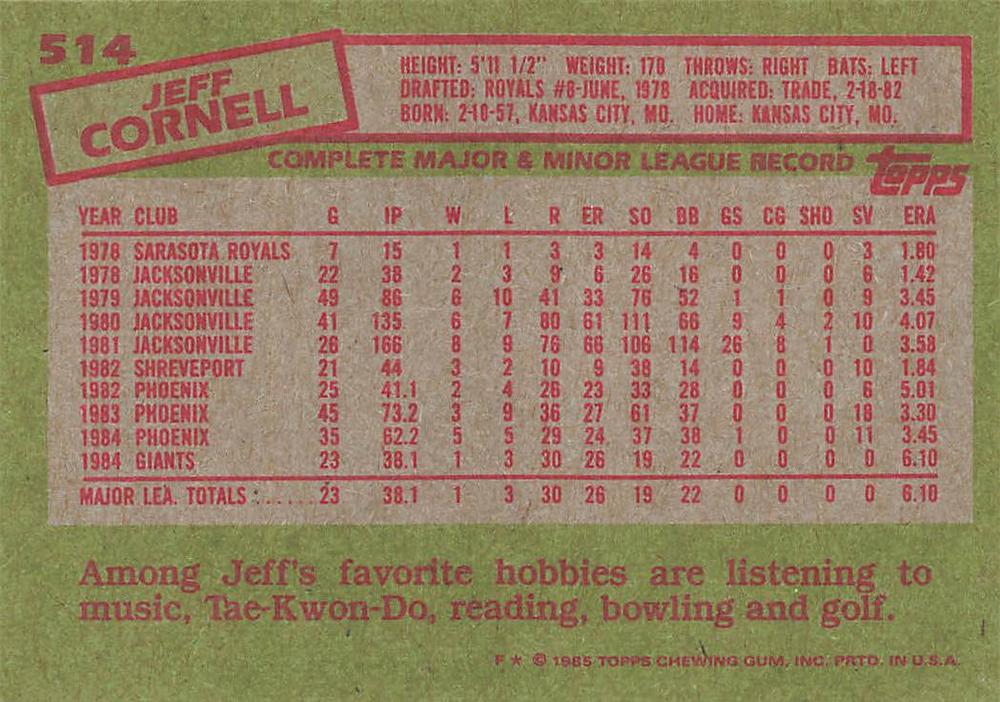 514
JEFF
CORNELL
HEIGHT: 5'11 1/2" WEIGHT: 170 THROWS: RIGHT BATS: LEFT
DRAFTED: ROYALS #8-JUNE, 1978 ACQUIRED: TRADE, 2-18-82
BORN: 2-10-57, KANSAS CITY, MO. HOME: KANSAS CITY, MO.
COMPLETE MAJOR & MINOR LEAGUE RECORD topps
YEAR CLUB G IP W L R ER SO BB GS CG SHO SV ERA
1978 SARASOTA ROYALS 7 15 1 1 3 3 14 4 0 0 0 3 1.80
1978 JACKSONVILLE 22 38 2 3 9 6 26 16 0 0 0 6 1.42
1979 JACKSONVILLE 49 86 6 10 41 33 76 52 1 1 0 9 3.45
1980 JACKSONVILLE 41 135 6 7 80 61 111 66 9 4 2 10 4.07
1981 JACKSONVILLE 26 166 8 9 76 66 106 114 26 8 1 0 3.58
1982 SHREVEPORT 21 44 3 2 10 9 38 14 0 0 0 10 1.84
1982 PHOENIX 25 41.1 2 4 26 23 33 28 0 0 0 6 5.01
1983 PHOENIX 45 73.2 3 9 36 27 61 37 0 0 0 18 3.30
1984 PHOENIX 35 62.2 5 5 29 24 37 38 1 0 0 11 3.45
1984 GIANTS 23 38.1 1 3 30 26 19 22 0 0 0 0 6.10
MAJOR LEA. TOTALS ....... 23 38.1 1 3 30 26 19 22 0 0 0 0 6.10
Among Jeff's favorite hobbies are listening to
music, Tae-Kwon-Do, reading, bowling and golf.
F* © 1985 TOPPS CHEWING GUM, INC. PRTD. IN U.S.A.